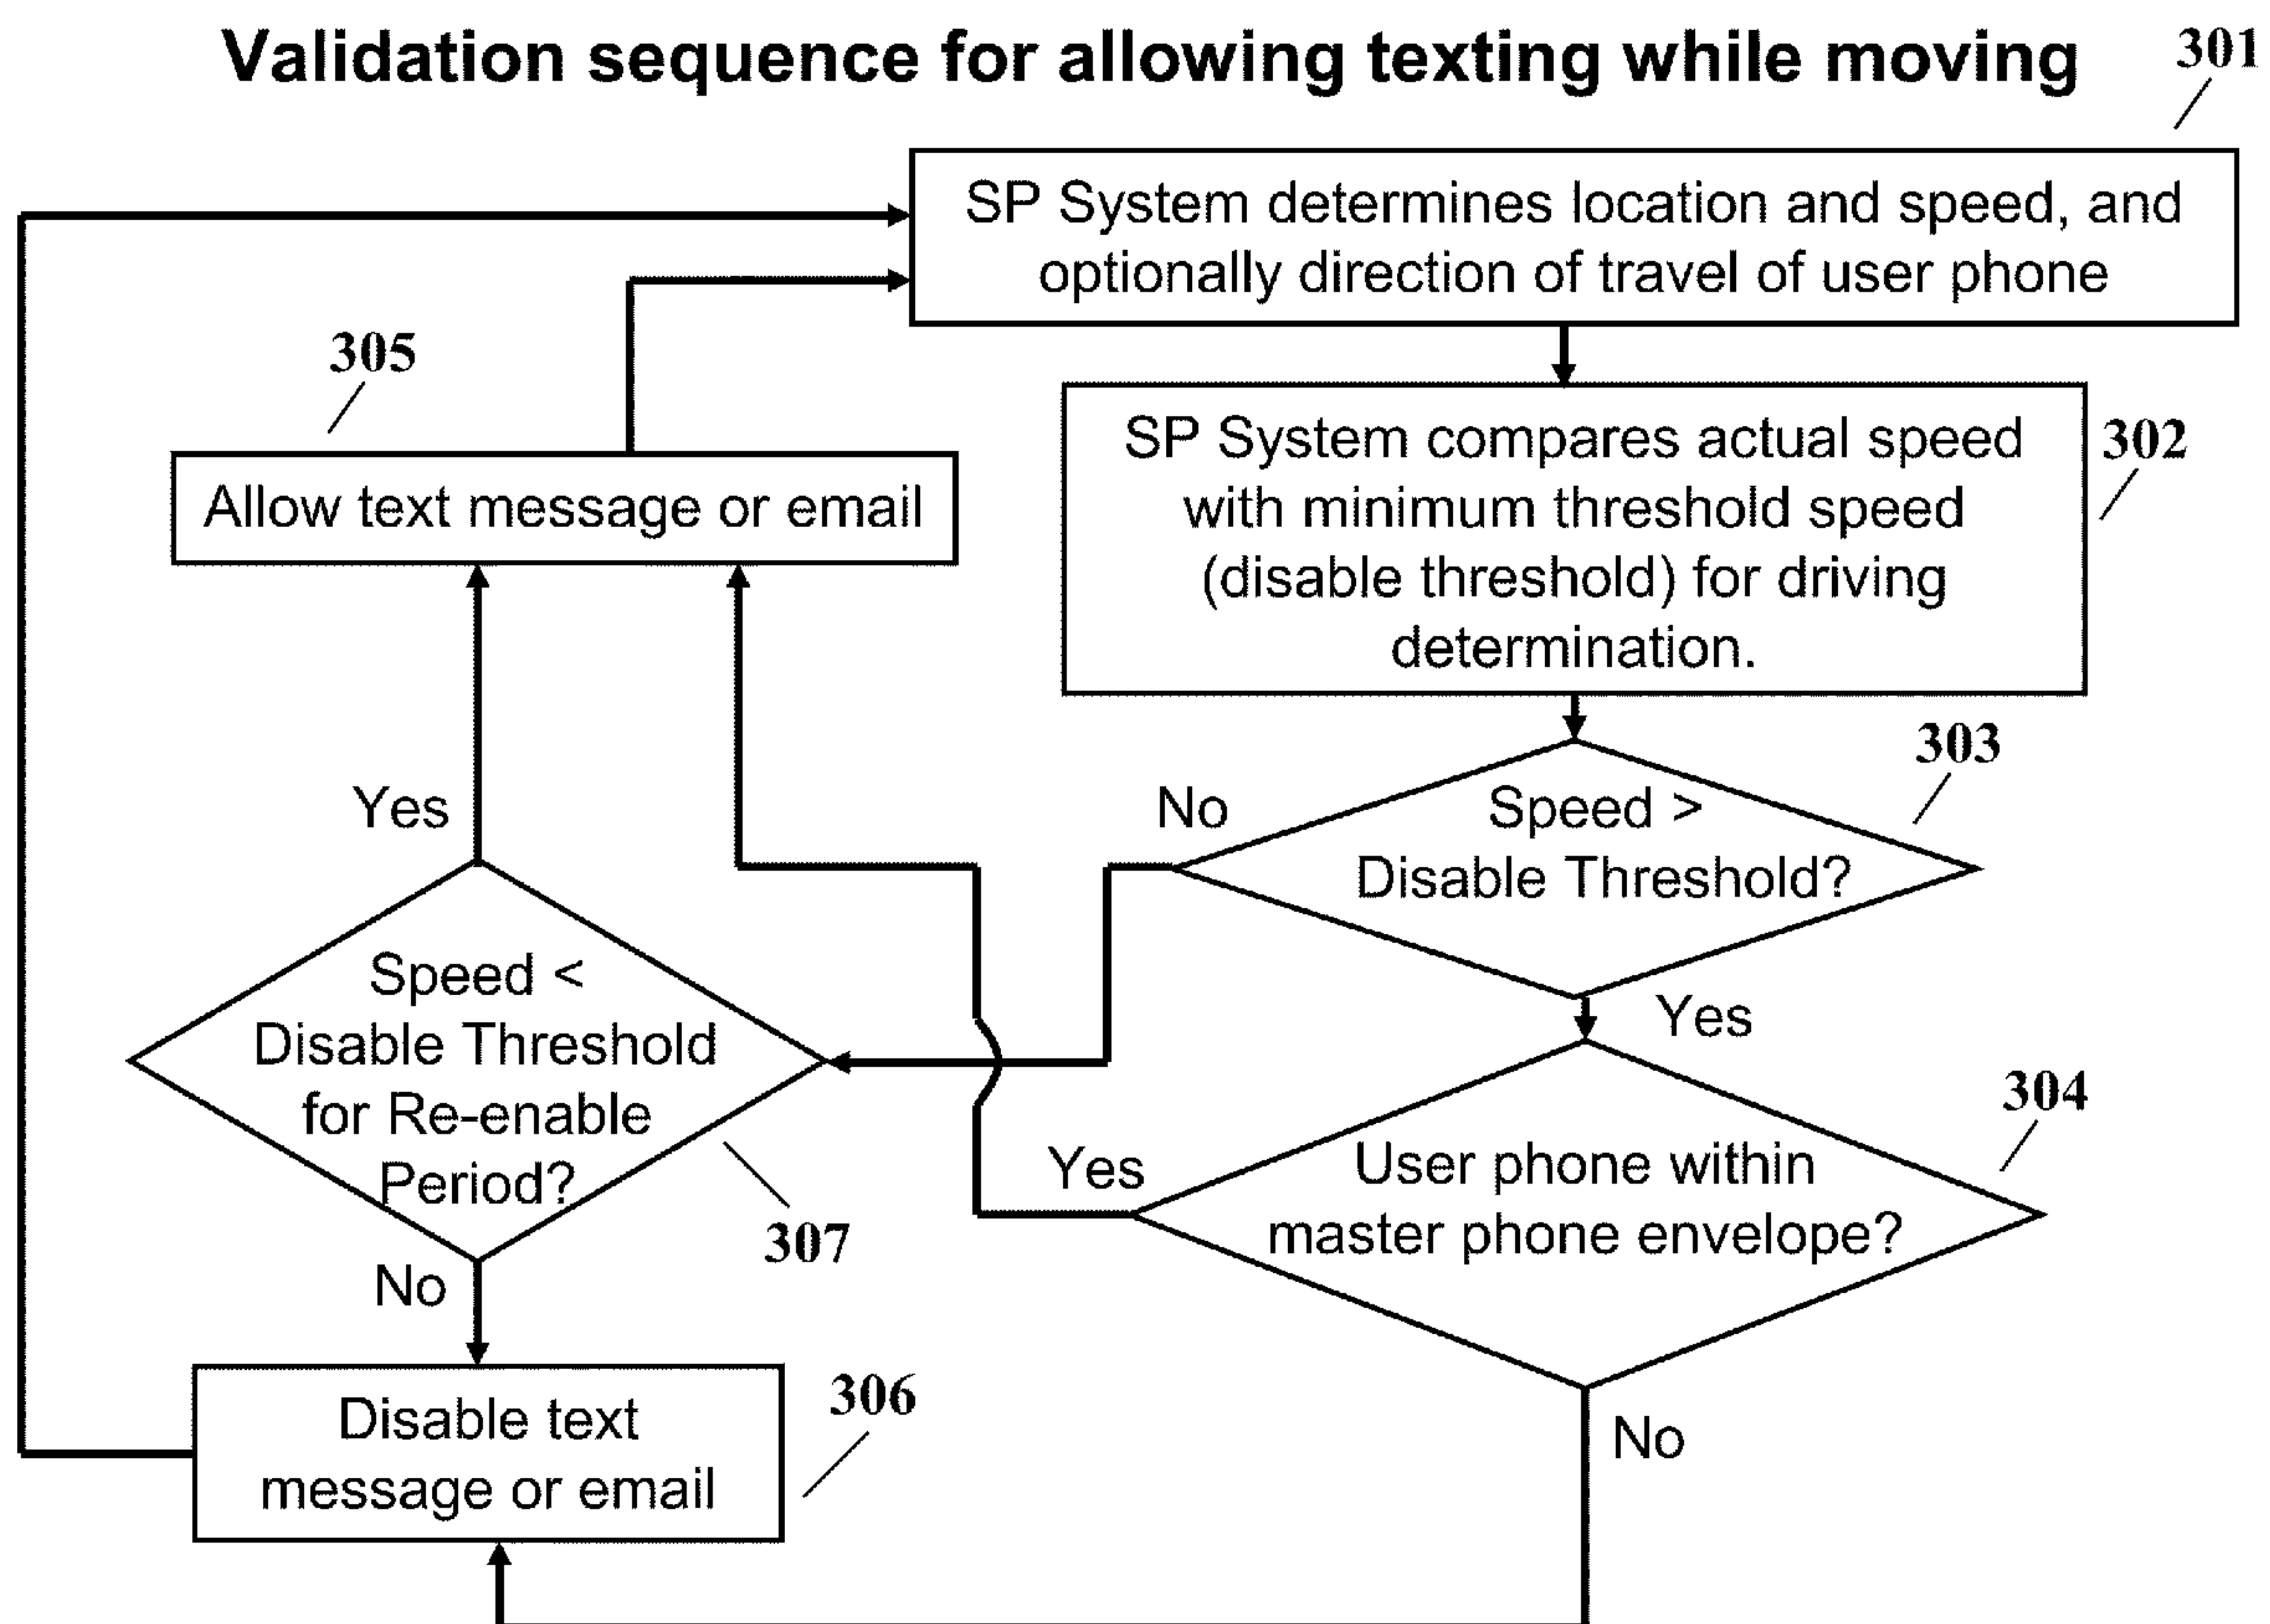 Validation sequence for allowing texting while moving
301
SP System determines location and speed, and
optionally direction of travel of user phone
305
Allow text message or email
SP System compares actual speed
with minimum threshold speed
(disable threshold) for driving
determination.
302
303
No
Speed >
Disable Threshold?
Yes
Yes
Speed <
Disable Threshold
for Re-enable
Period?
307
No
304
Yes
User phone within
master phone envelope?
No
Disable text
message or email
306